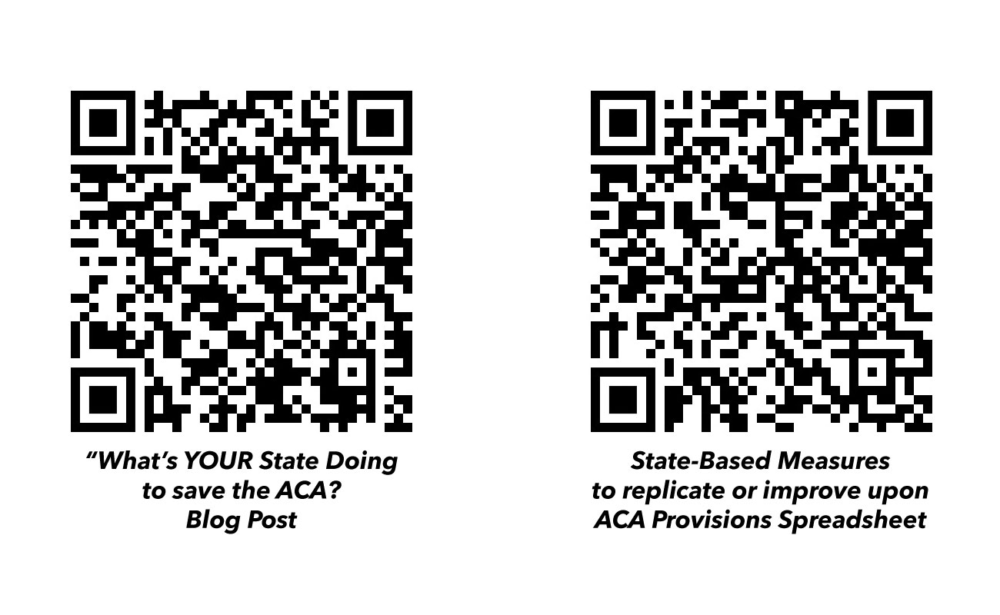 “What’s YOUR State Doing
to save the ACA?
Blog Post
State-Based Measures
to replicate or improve upon
ACA Provisions Spreadsheet